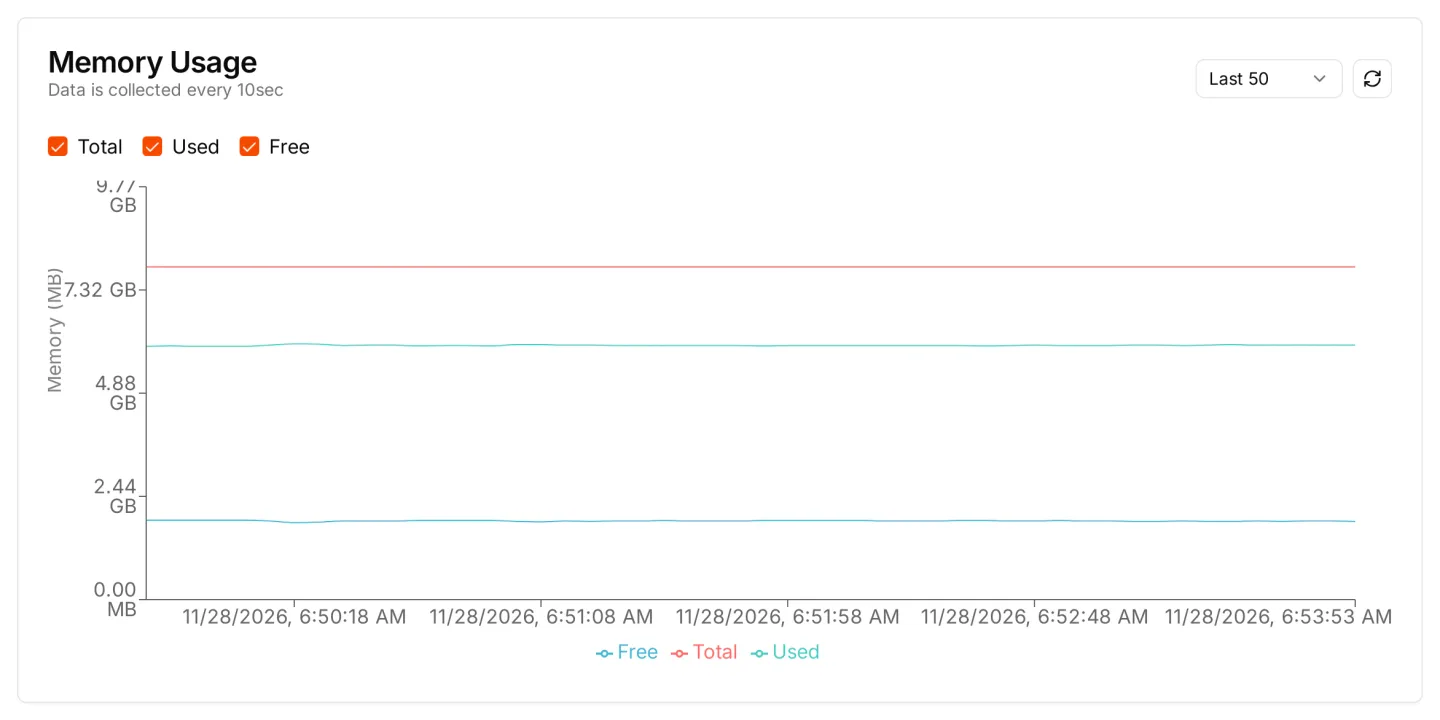 Memory Usage
Data is collected every 10sec
Last 50
Total Used Free
9.77
GB
Memory (MB)
7.32 GB
4.88
GB
2.44
GB
0.00
MB
11/28/2026, 6:50:18 AM 11/28/2026, 6:51:08 AM 11/28/2026, 6:51:58 AM 11/28/2026, 6:52:48 AM 11/28/2026, 6:53:53 AM
Free Total Used